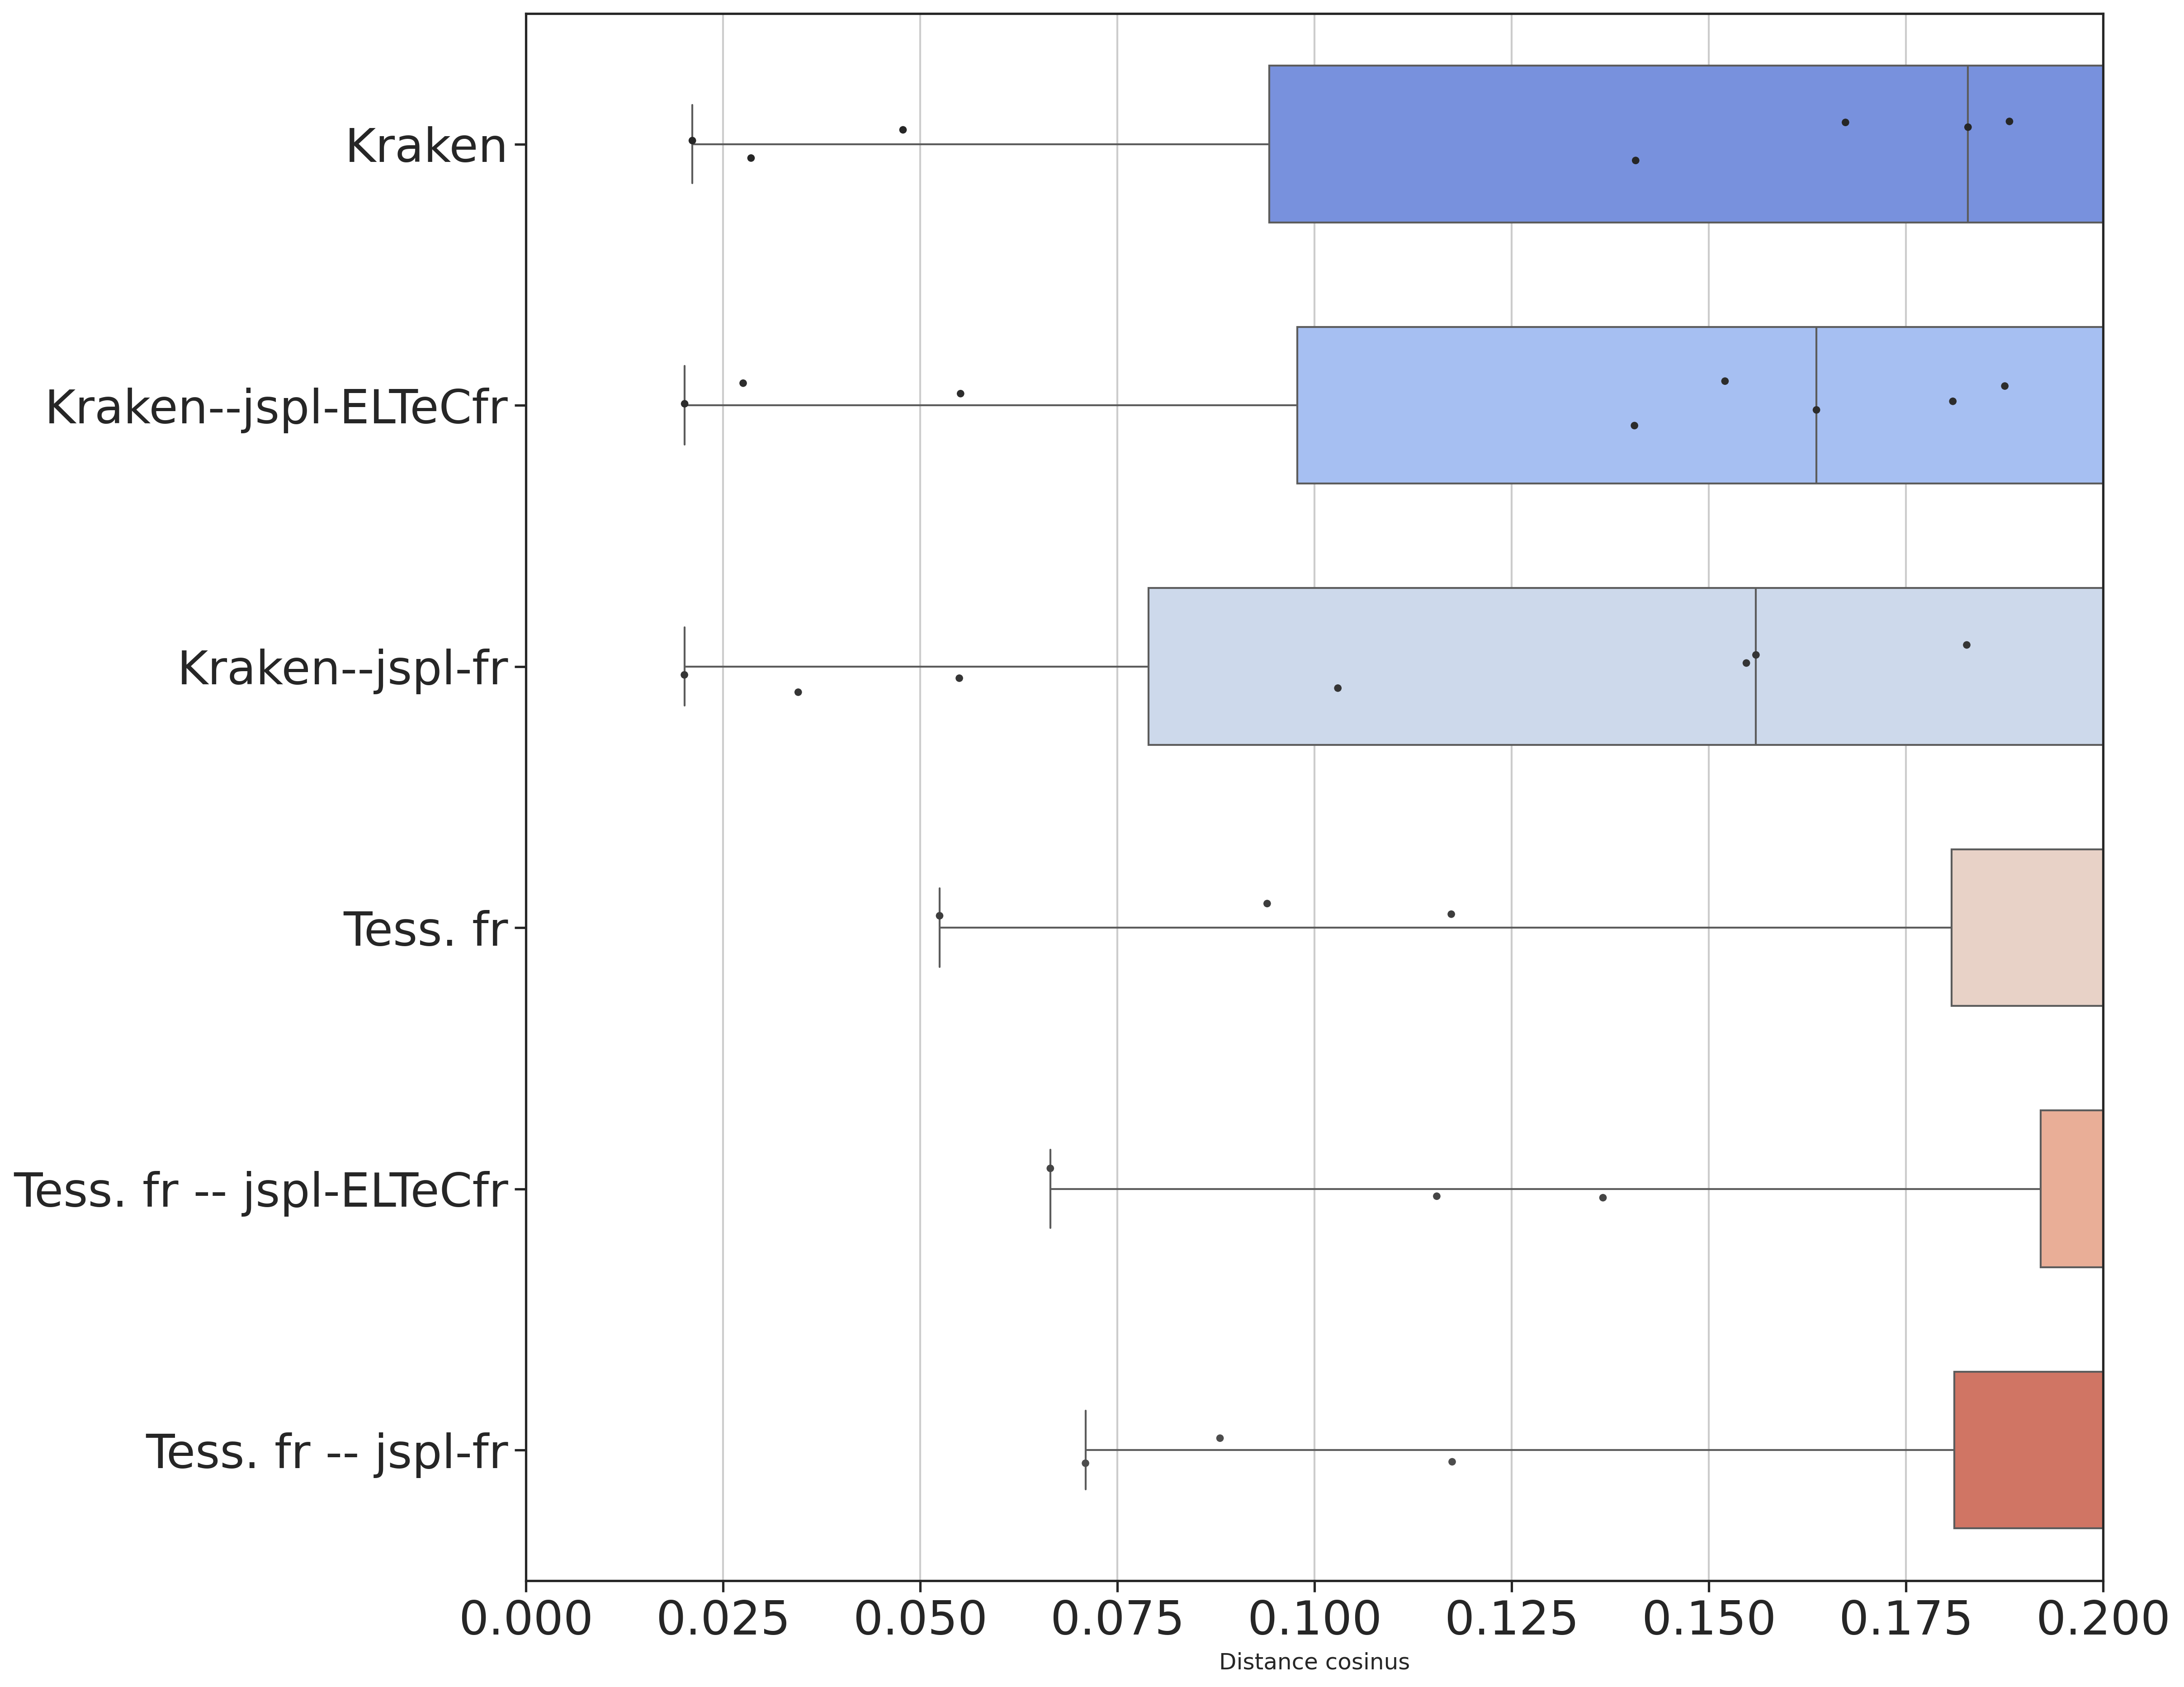 Kraken
Kraken--jspl-ELTeCfr
Kraken--jspl-fr
Tess. fr
Tess. fr -- jspl-ELTeCfr
Tess. fr -- jspl-fr
0.000 0.025 0.050 0.075 0.100 0.125 0.150 0.175 0.200
Distance cosinus